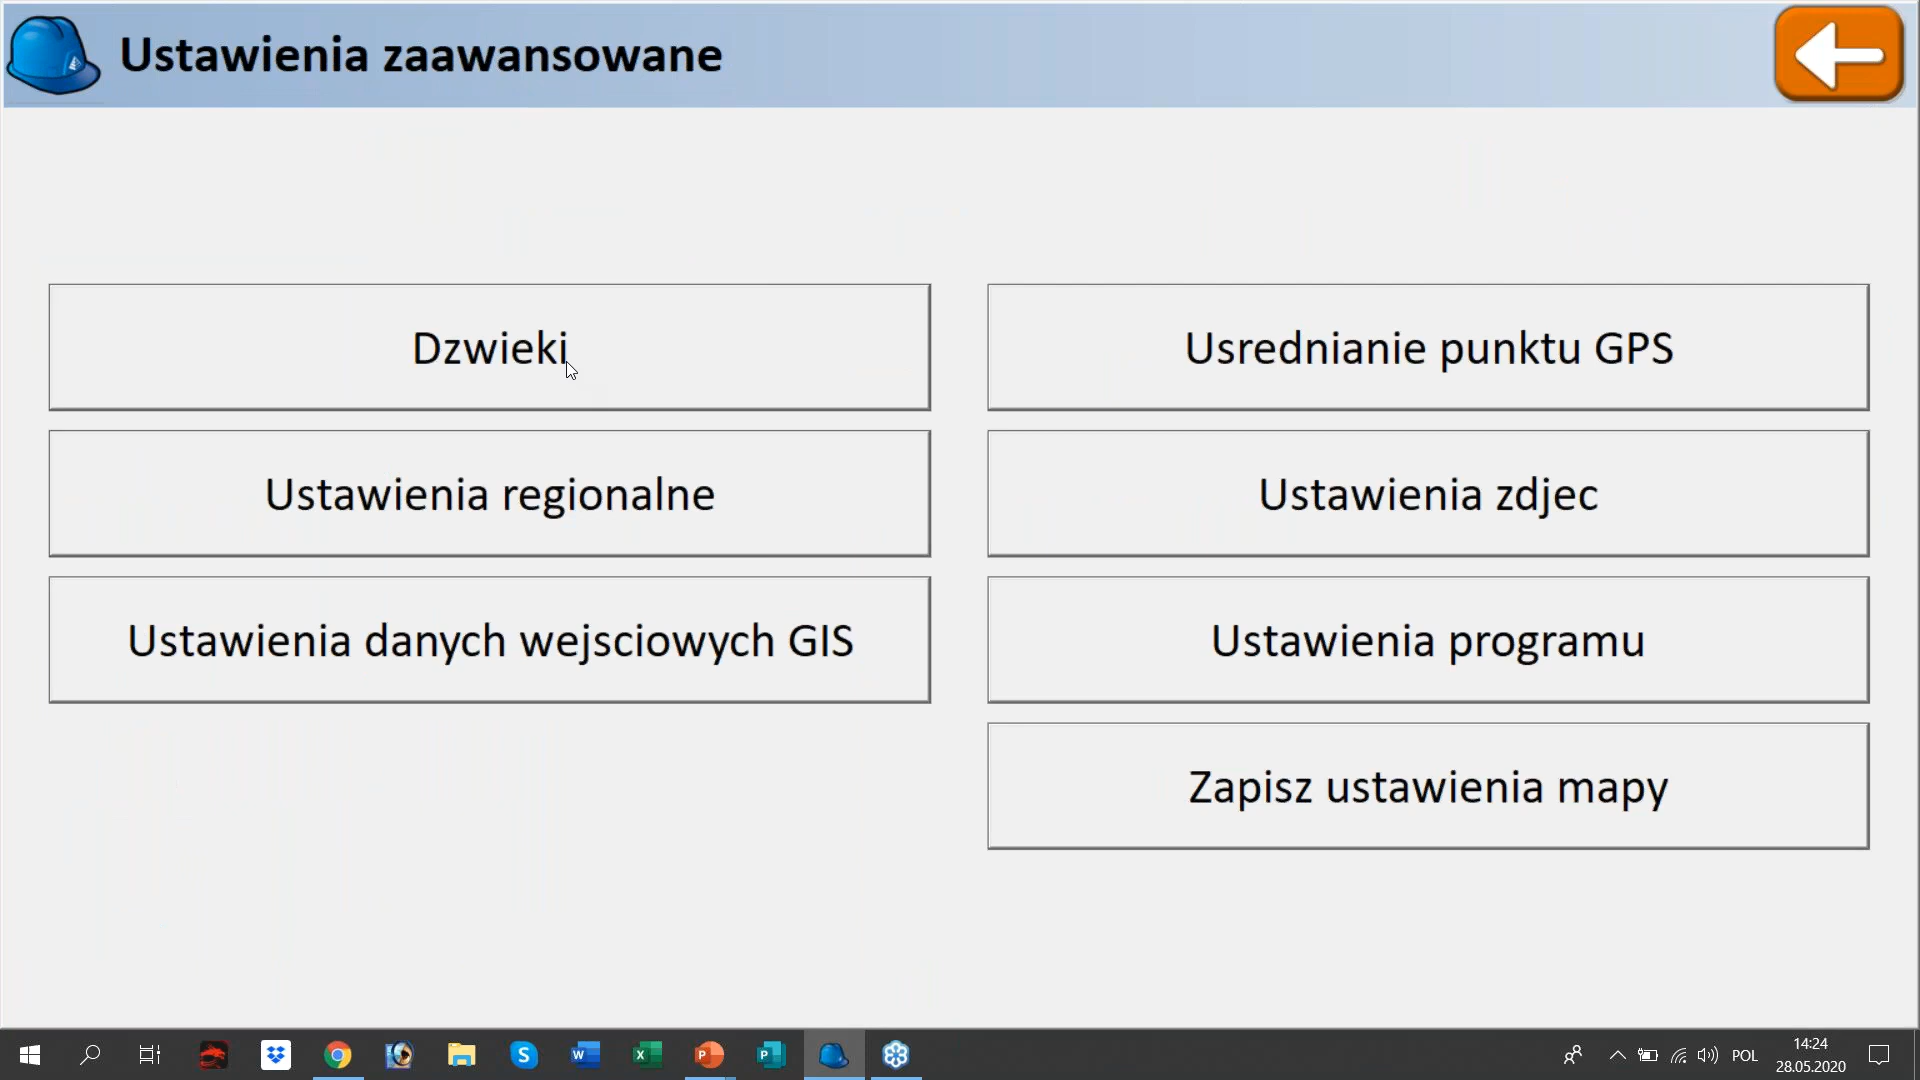 Ustawienia zaawansowane
Dzwieki
Usrednianie punktu GPS
Ustawienia regionalne
Ustawienia zdjec
Ustawienia danych wejsciowych GIS
Ustawienia programu
Zapisz ustawienia mapy
POL
14:24
28.05.2020